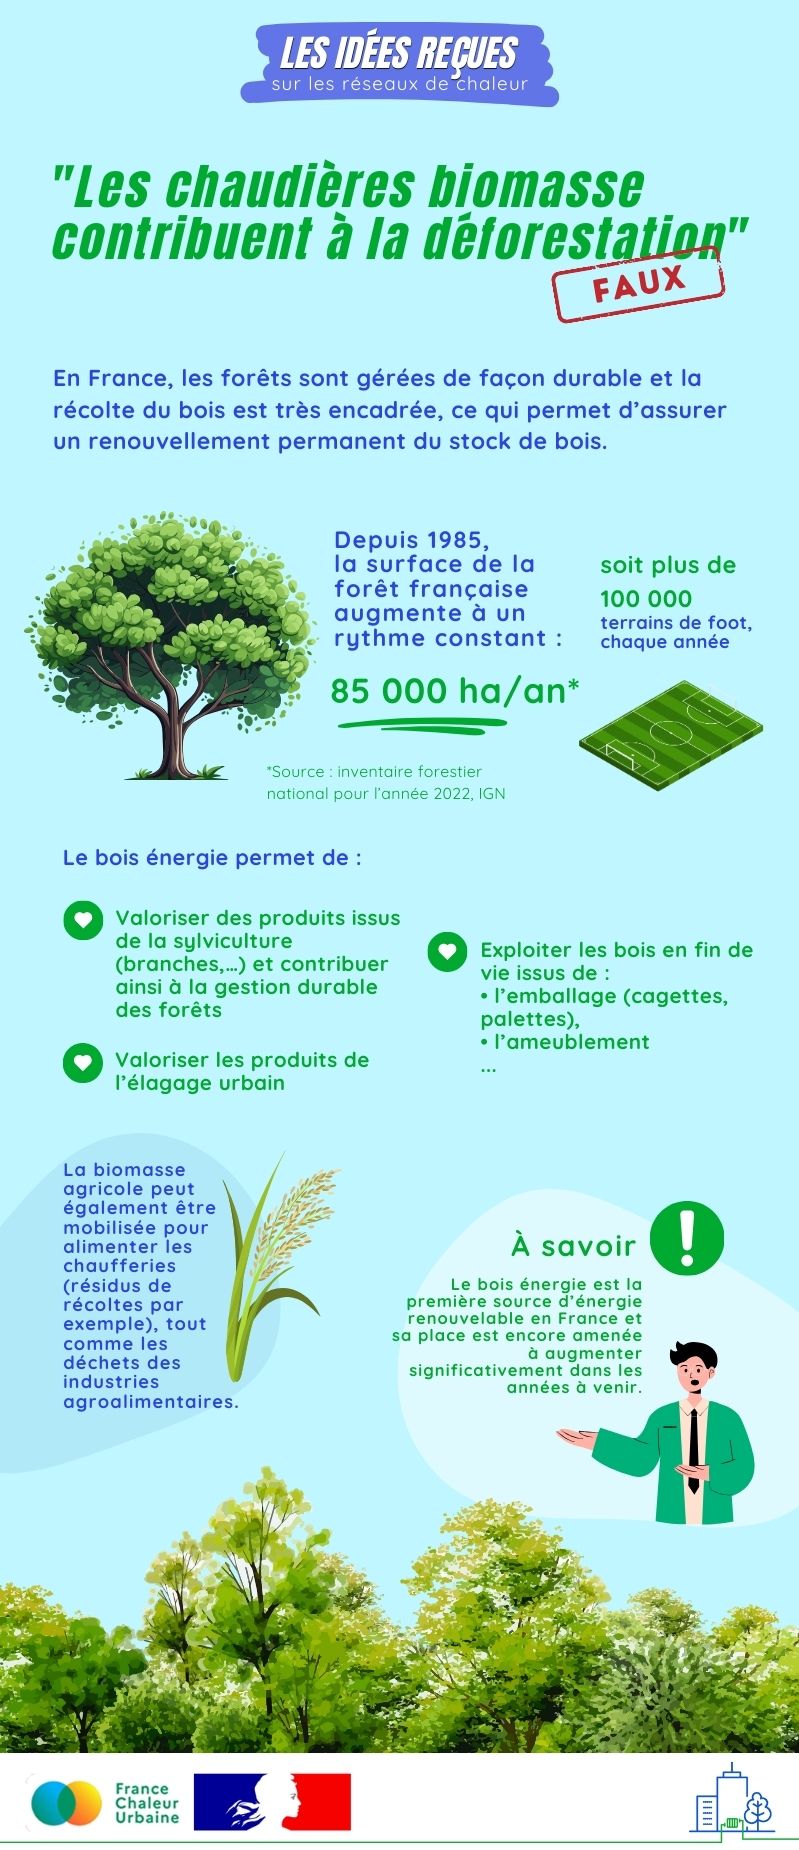 LES IDÉES REÇUES
sur les réseaux de chaleur
"Les chaudières biomasse
contribuent à la déforestation"
FAUX
En France, les forêts sont gérées de façon durable et la
récolte du bois est très encadrée, ce qui permet d'assurer
un renouvellement permanent du stock de bois.
Depuis 1985,
la surface de la
forêt française
augmente à un
rythme constant :
85 000 ha/an*
soit plus de
100 000
terrains de foot,
chaque année
*Source : inventaire forestier
national pour l'année 2022, IGN
Le bois énergie permet de :
Valoriser des produits issus
de la sylviculture
(branches,...) et contribuer
ainsi à la gestion durable
des forêts
Valoriser les produits de
l'élagage urbain
Exploiter les bois en fin de
vie issus de :
• l'emballage (cagettes,
palettes),
• l'ameublement
...
La biomasse
agricole peut
également être
mobilisée pour
alimenter les
chaufferies
(résidus de
récoltes par
exemple), tout
comme les
déchets des
industries
agroalimentaires.
À savoir
!
Le bois énergie est la
première source d'énergie
renouvelable en France et
sa place est encore amenée
à augmenter
significativement dans les
années à venir.
France
Chaleur
Urbaine